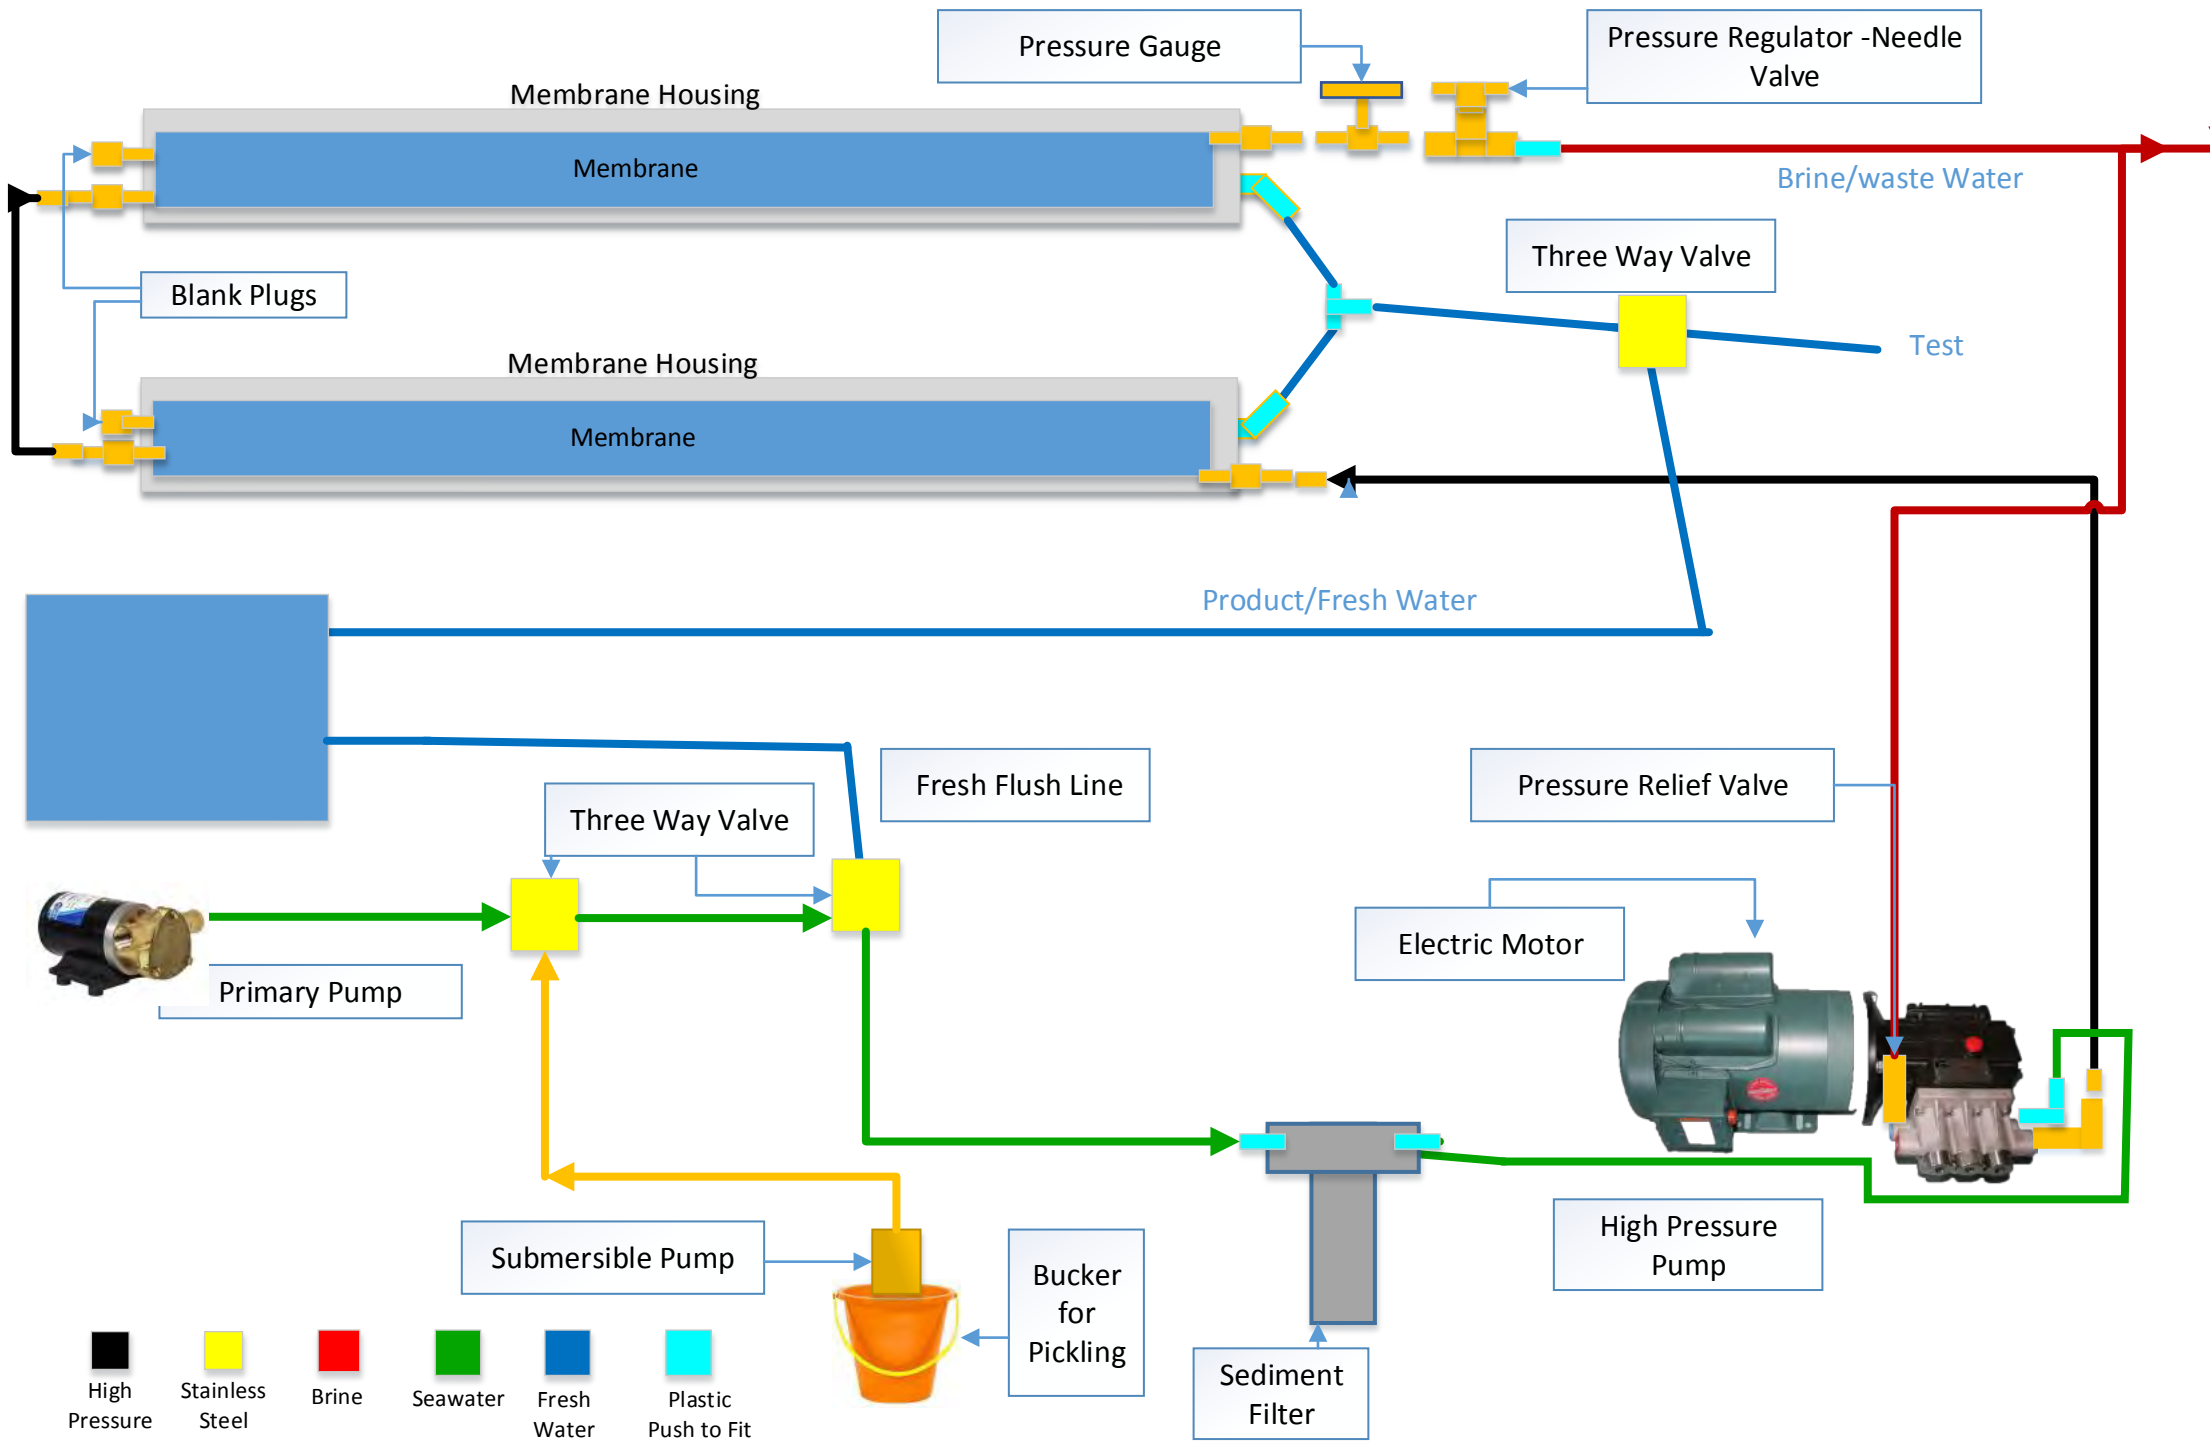 Pressure Gauge
Pressure Regulator -Needle
Valve
Membrane Housing
Membrane
Brine/waste Water
Three Way Valve
Blank Plugs
Test
Membrane Housing
Membrane
Product/Fresh Water
Fresh Flush Line
Pressure Relief Valve
Three Way Valve
Electric Motor
Primary Pump
High Pressure
Pump
Submersible Pump
Bucker
for
Pickling
Sediment
Filter
High
Pressure
Stainless
Steel
Brine
Seawater
Fresh
Water
Plastic
Push to Fit